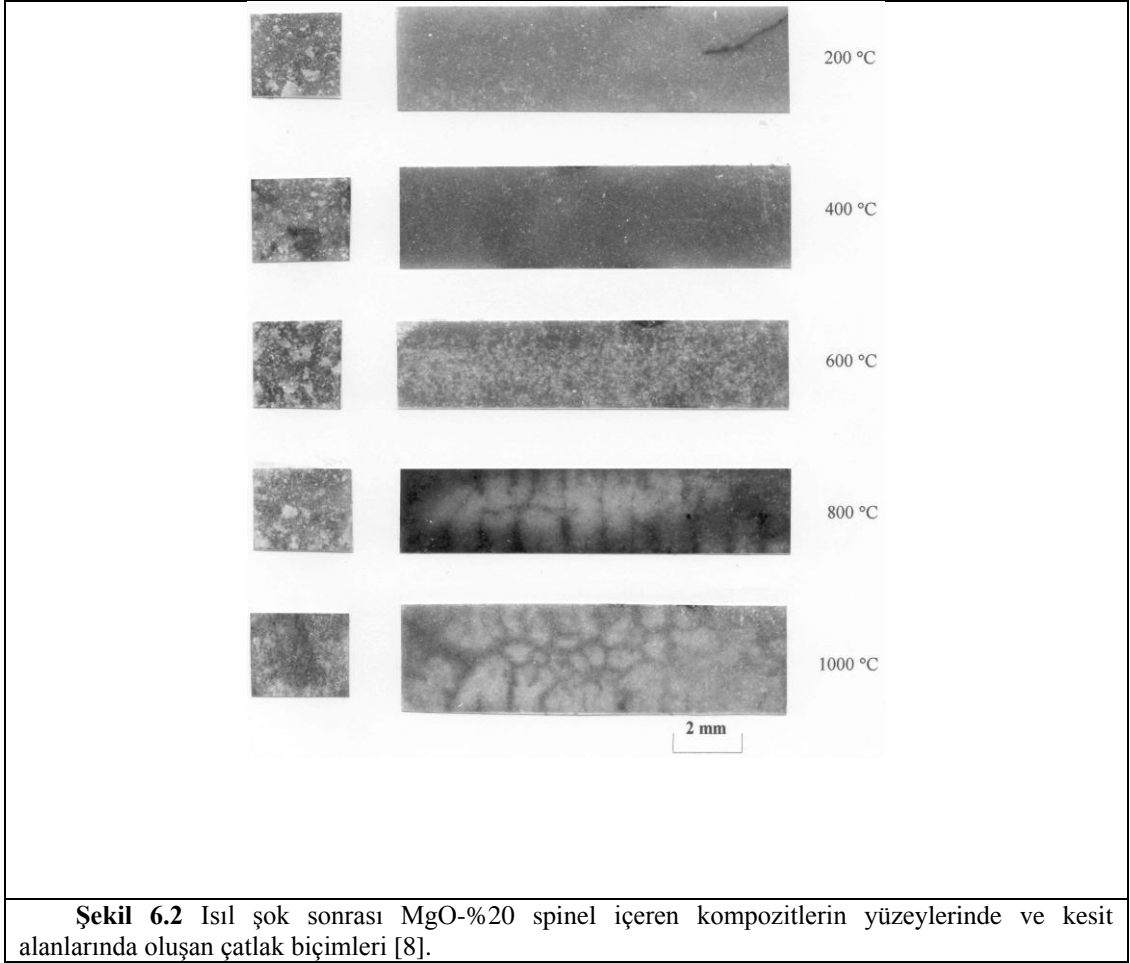 200 °C
400 °C
600 °C
800 °C
1000 °C
2 mm
Şekil 6.2 Isıl şok sonrası MgO-%20 spinel içeren kompozitlerin yüzeylerinde ve kesit
alanlarında oluşan çatlak biçimleri [8].